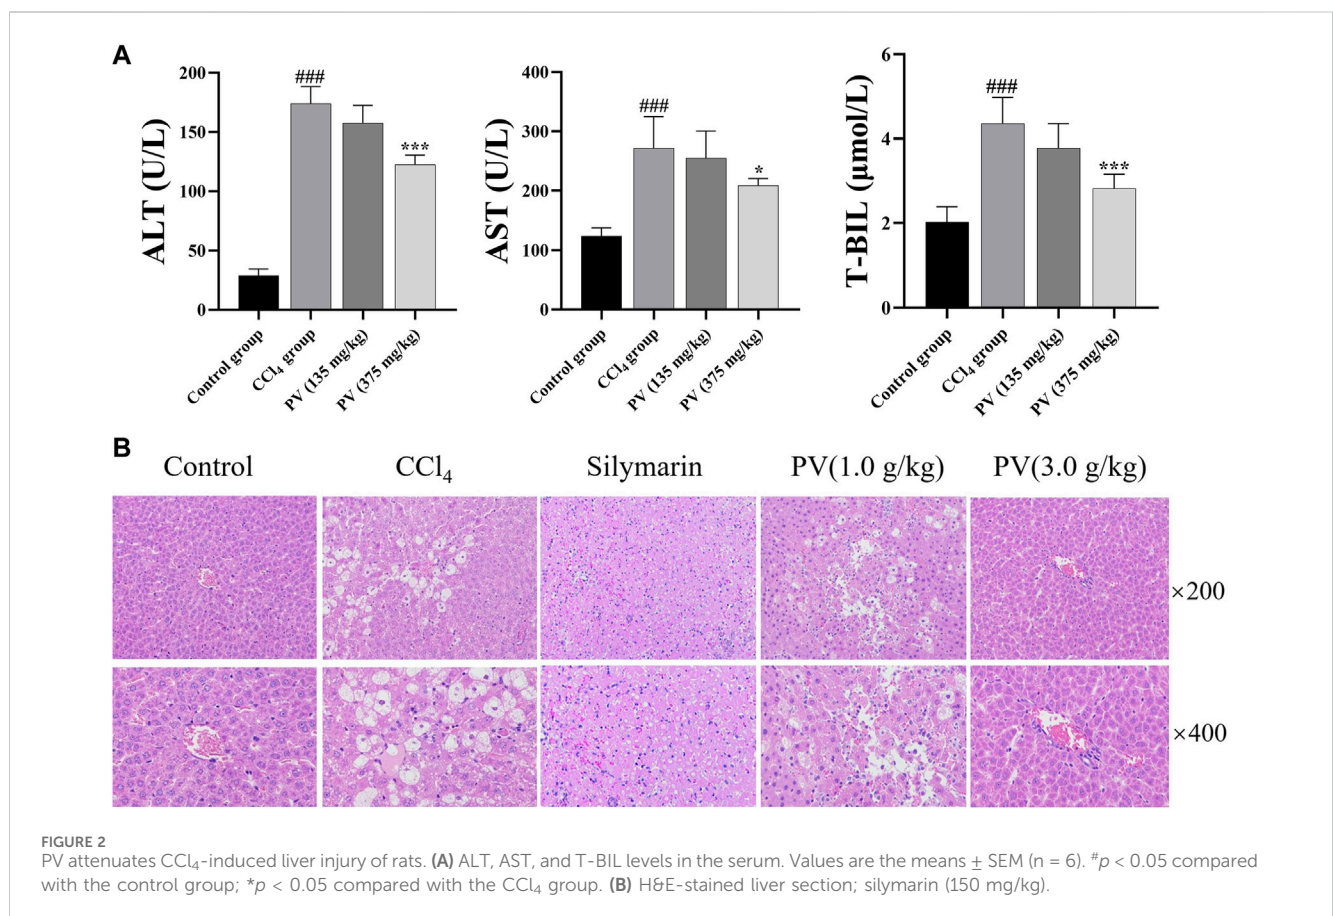 A
ALT (U/L)
200
150
100
50
0
###
***
Control group
CCl₄ group
PV (135 mg/kg)
PV (375 mg/kg)
AST (U/L)
400
300
200
100
0
###
*
Control group
CCl₄ group
PV (135 mg/kg)
PV (375 mg/kg)
T-BIL (μmol/L)
6
4
2
0
###
***
Control group
CCl₄ group
PV (135 mg/kg)
PV (375 mg/kg)
B
Control CCl₄ Silymarin PV(1.0 g/kg) PV(3.0 g/kg)
×200
×400
FIGURE 2
PV attenuates CCl₄-induced liver injury of rats. (A) ALT, AST, and T-BIL levels in the serum. Values are the means ± SEM (n = 6). #p < 0.05 compared
with the control group; *p < 0.05 compared with the CCl₄ group. (B) H&E-stained liver section; silymarin (150 mg/kg).